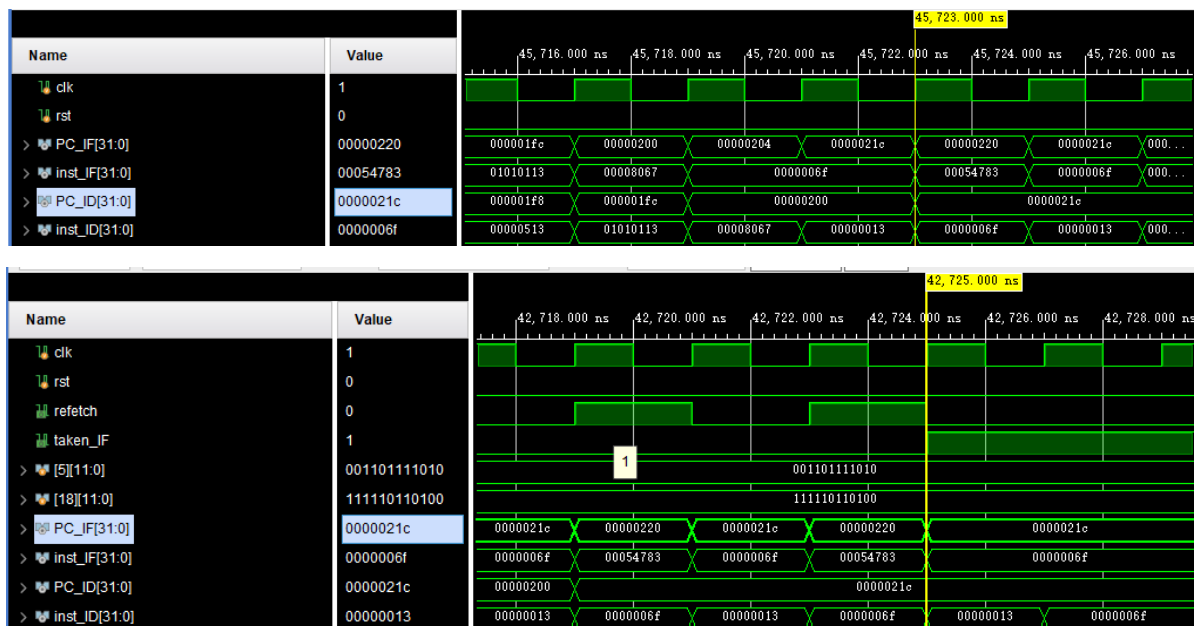 45,723.000 ns
Name Value 45,716.000 ns 45,718.000 ns 45,720.000 ns 45,722.000 ns 45,724.000 ns 45,726.000 ns
clk 1
rst 0
PC_IF[31:0] 00000220 000001fc 00000200 00000204 0000021c 00000220 0000021c 000...
inst_IF[31:0] 00054783 01010113 00008067 0000006f 00054783 0000006f 000...
PC_ID[31:0] 0000021c 000001f8 000001fc 00000200 0000021c
inst_ID[31:0] 0000006f 00000513 01010113 00008067 00000013 0000006f 00000013 000...
42,725.000 ns
Name Value 42,718.000 ns 42,720.000 ns 42,722.000 ns 42,724.000 ns 42,726.000 ns 42,728.000 ns
clk 1
rst 0
refetch 0
taken_IF 1
1
[5][11:0] 001101111010 001101111010
[18][11:0] 111110110100 111110110100
PC_IF[31:0] 0000021c 0000021c 00000220 0000021c 00000220 0000021c
inst_IF[31:0] 0000006f 0000006f 00054783 0000006f 00054783 0000006f
PC_ID[31:0] 0000021c 00000200 0000021c
inst_ID[31:0] 00000013 00000013 0000006f 00000013 0000006f 00000013 0000006f